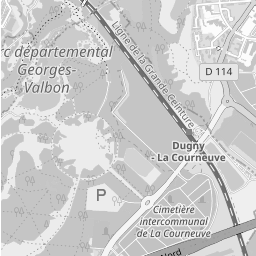 Ligne de la Grande Ceinture
rc départemental
Georges-
Valbon
D 114
Dugny
- La Courneuve
P
Cimetière
intercommunal
de La Courneuve
Nord